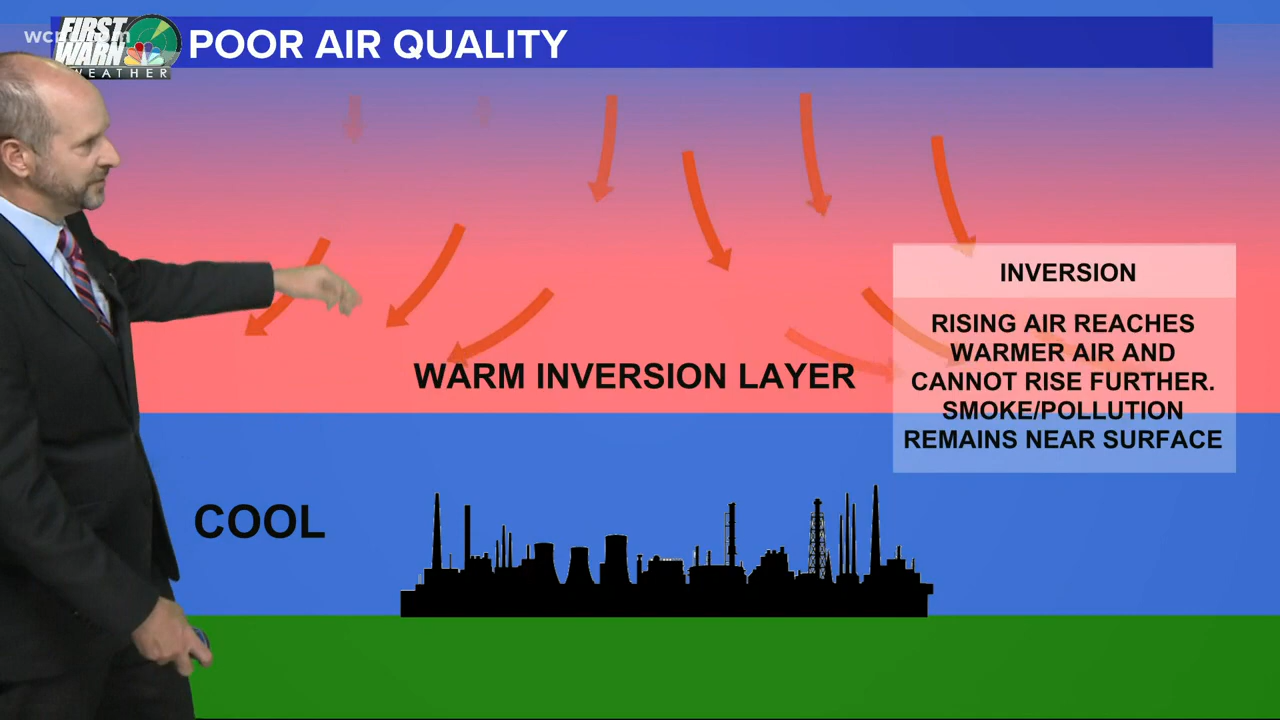 FIRST
WARN
WEATHER
POOR AIR QUALITY
INVERSION
RISING AIR REACHES
WARMER AIR AND
CANNOT RISE FURTHER.
SMOKE/POLLUTION
REMAINS NEAR SURFACE
WARM INVERSION LAYER
COOL